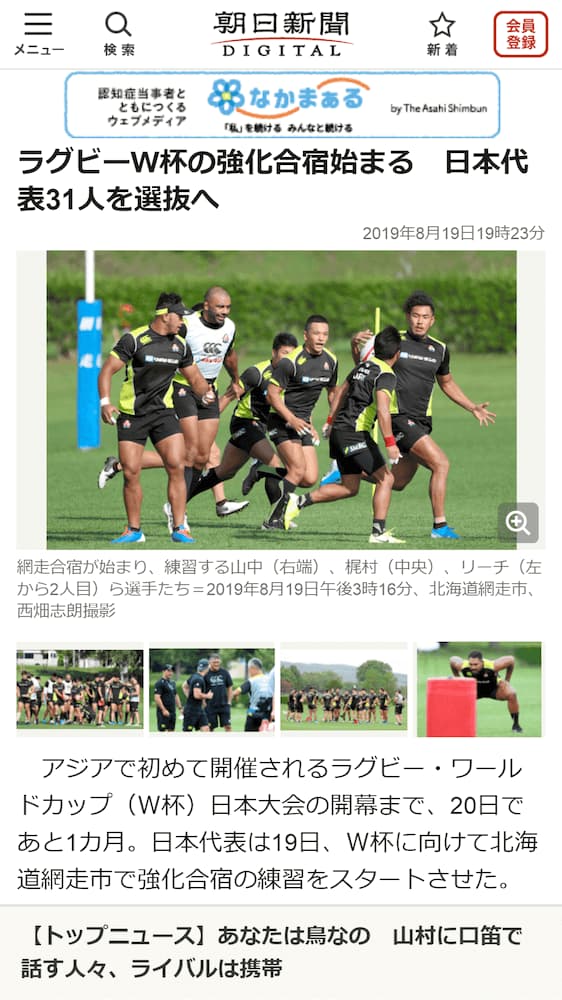 メニュー
検索
朝日新聞
DIGITAL
新着
会員
登録
認知症当事者と
ともにつくる
ウェブメディア
なかまぁる
「私」を続ける みんなと続ける
by The Asahi Shimbun
ラグビーW杯の強化合宿始まる　日本代
表31人を選抜へ
2019年8月19日19時23分
網走合宿が始まり、練習する山中（右端）、梶村（中央）、リーチ（左
から2人目）ら選手たち＝2019年8月19日午後3時16分、北海道網走市、
西畑志朗撮影
　アジアで初めて開催されるラグビー・ワール
ドカップ（W杯）日本大会の開幕まで、20日で
あと1カ月。日本代表は19日、W杯に向けて北海
道網走市で強化合宿の練習をスタートさせた。
【トップニュース】あなたは鳥なの　山村に口笛で
話す人々、ライバルは携帯